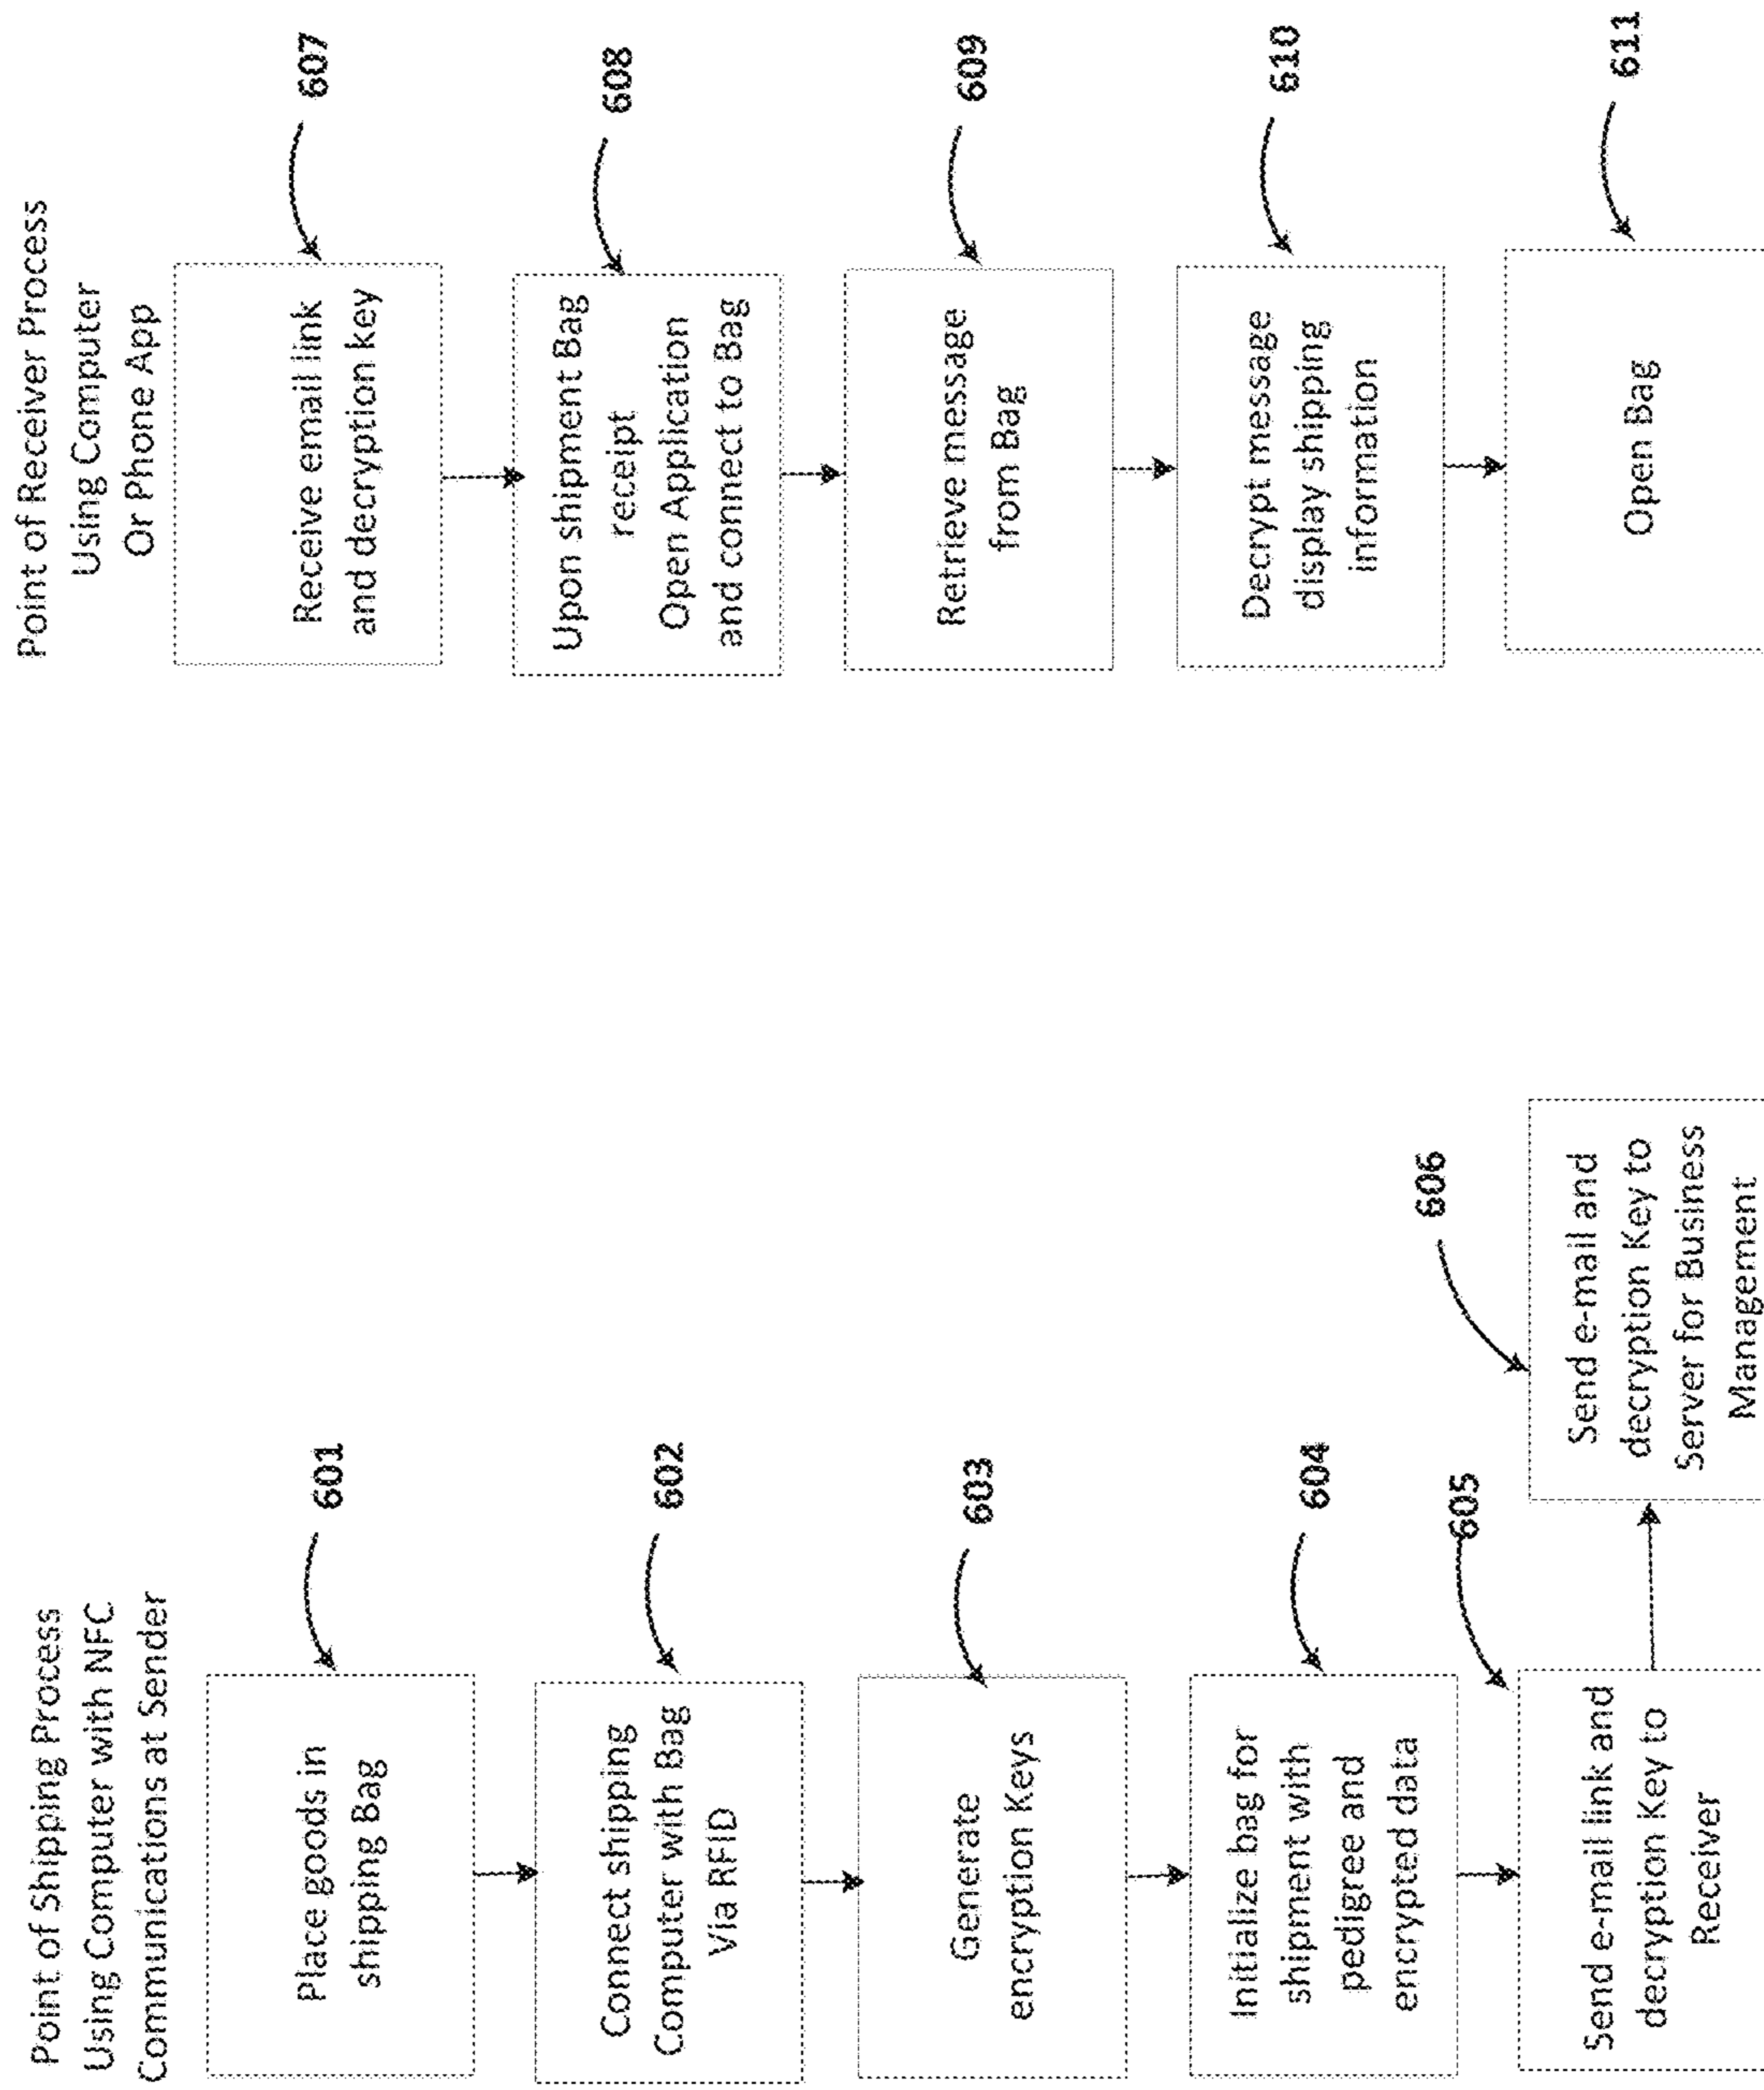 Point of Shipping Process
Using Computer with NFC
Communications at Sender
Place goods in
shipping Bag
601
Connect shipping
Computer with Bag
Via RFID
602
Generate
encryption Keys
603
Initialize bag for
shipment with
pedigree and
encrypted data
604
Send e-mail link and
decryption Key to
Receiver
605
Send e-mail and
decryption Key to
Server for Business
Management
606
Point of Receiver Process
Using Computer
Or Phone App
Receive email link
and decryption key
607
Upon shipment Bag
receipt
Open Application
and connect to Bag
608
Retrieve message
from Bag
609
Decrypt message
display shipping
information
610
Open Bag
611